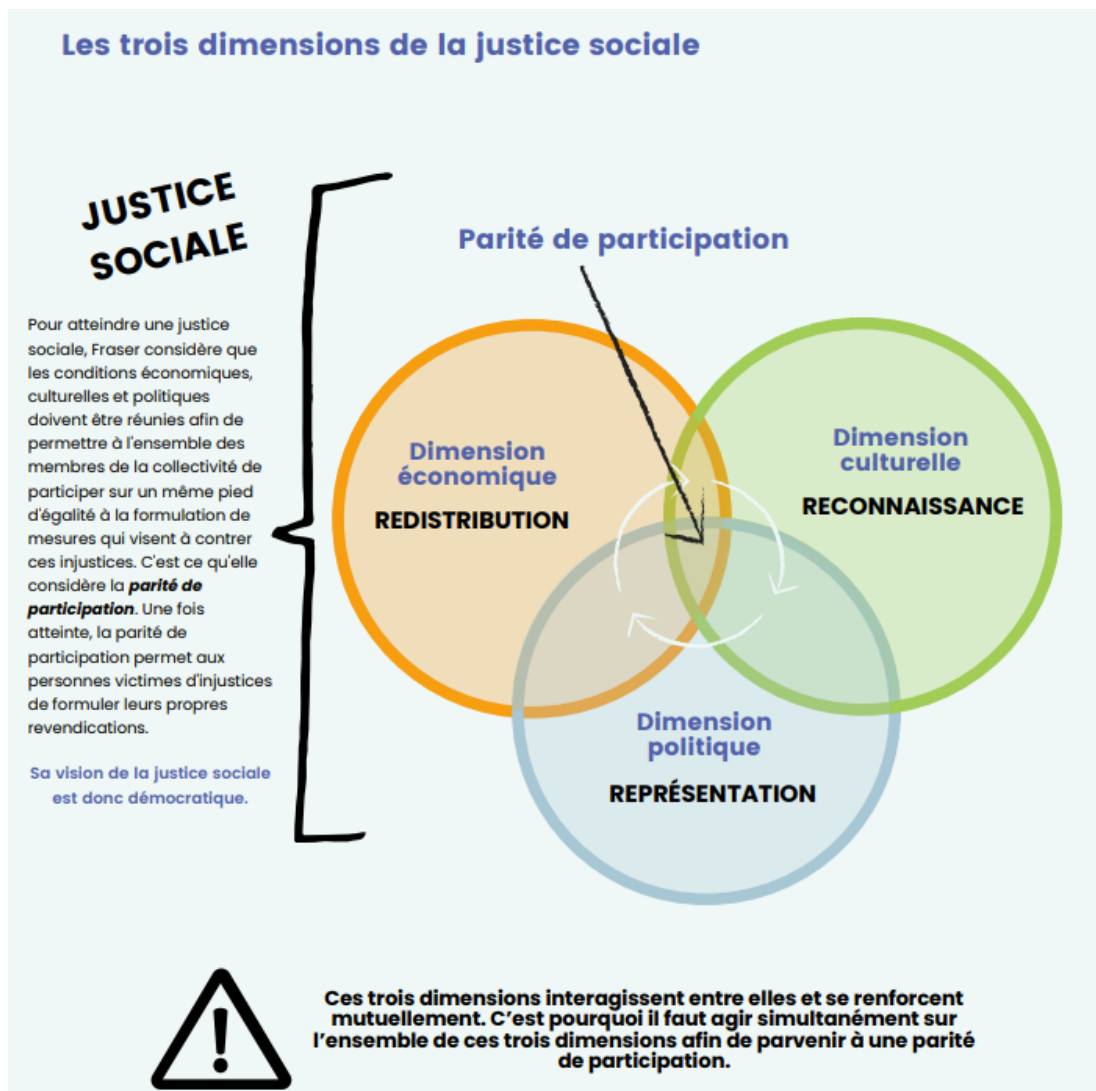 Les trois dimensions de la justice sociale
JUSTICE
SOCIALE
Pour atteindre une justice
sociale, Fraser considère que
les conditions économiques,
culturelles et politiques
doivent être réunies afin de
permettre à l'ensemble des
membres de la collectivité de
participer sur un même pied
d'égalité à la formulation de
mesures qui visent à contrer
ces injustices. C'est ce qu'elle
considère la parité de
participation. Une fois
atteinte, la parité de
participation permet aux
personnes victimes d'injustices
de formuler leurs propres
revendications.
Sa vision de la justice sociale
est donc démocratique.
Parité de participation
Dimension
économique
REDISTRIBUTION
Dimension
culturelle
RECONNAISSANCE
Dimension
politique
REPRÉSENTATION
Ces trois dimensions interagissent entre elles et se renforcent
mutuellement. C'est pourquoi il faut agir simultanément sur
l'ensemble de ces trois dimensions afin de parvenir à une parité
de participation.